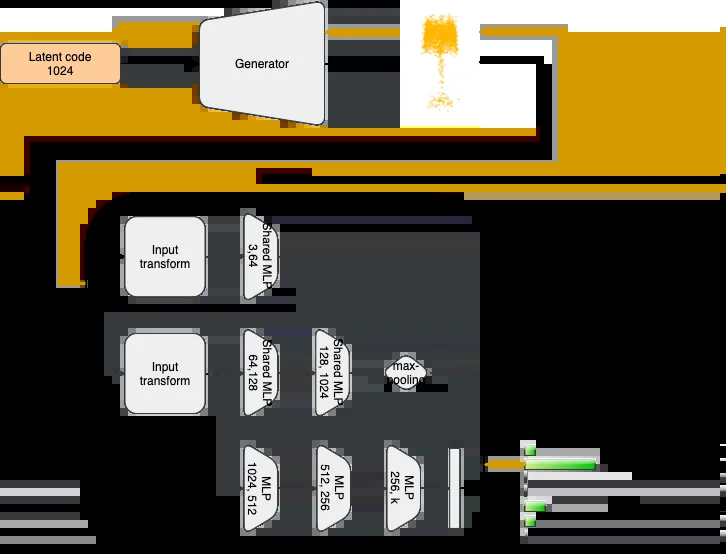 Latent code
1024
Generator
Input
transform
Shared MLP
3,64
Input
transform
Shared MLP
64,128
Shared MLP
128, 1024
max-
pooling
MLP
1024, 512
MLP
512, 256
MLP
256, k